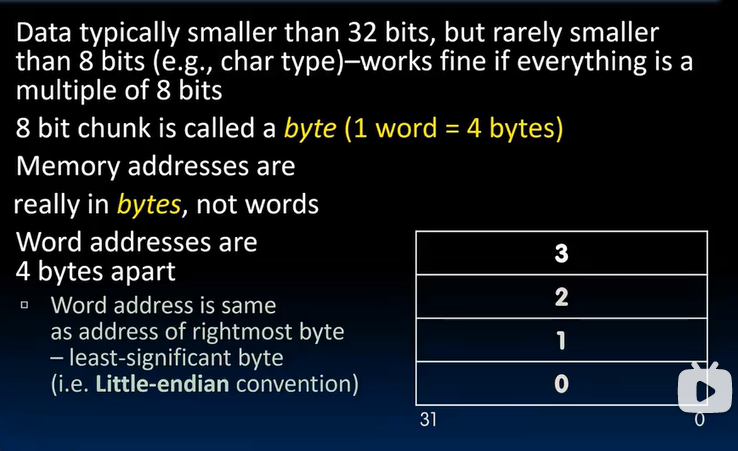 Data typically smaller than 32 bits, but rarely smaller
than 8 bits (e.g., char type)–works fine if everything is a
multiple of 8 bits
8 bit chunk is called a byte (1 word = 4 bytes)
Memory addresses are
really in bytes, not words
Word addresses are
4 bytes apart
Word address is same
as address of rightmost byte
– least-significant byte
(i.e. Little-endian convention)
3
2
1
0
31 0